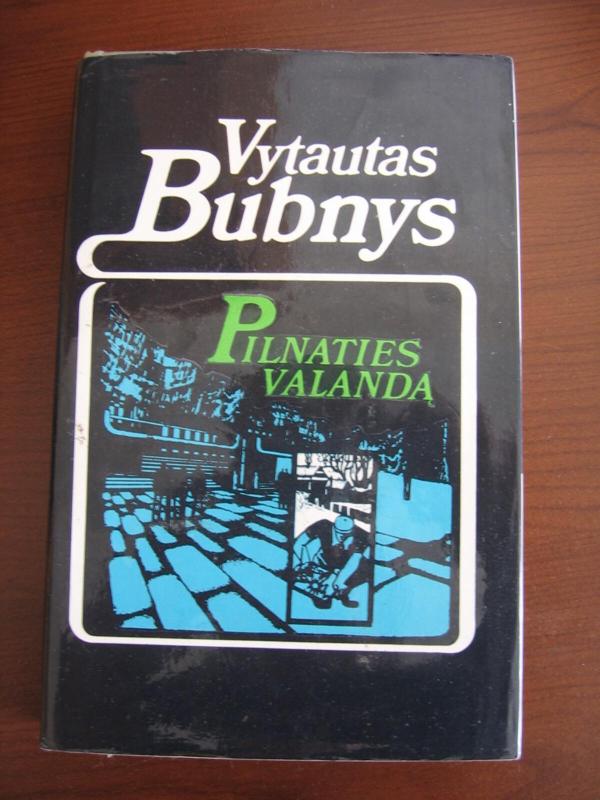 Vytautas
Bubnys
PILNATIES
VALANDĄ